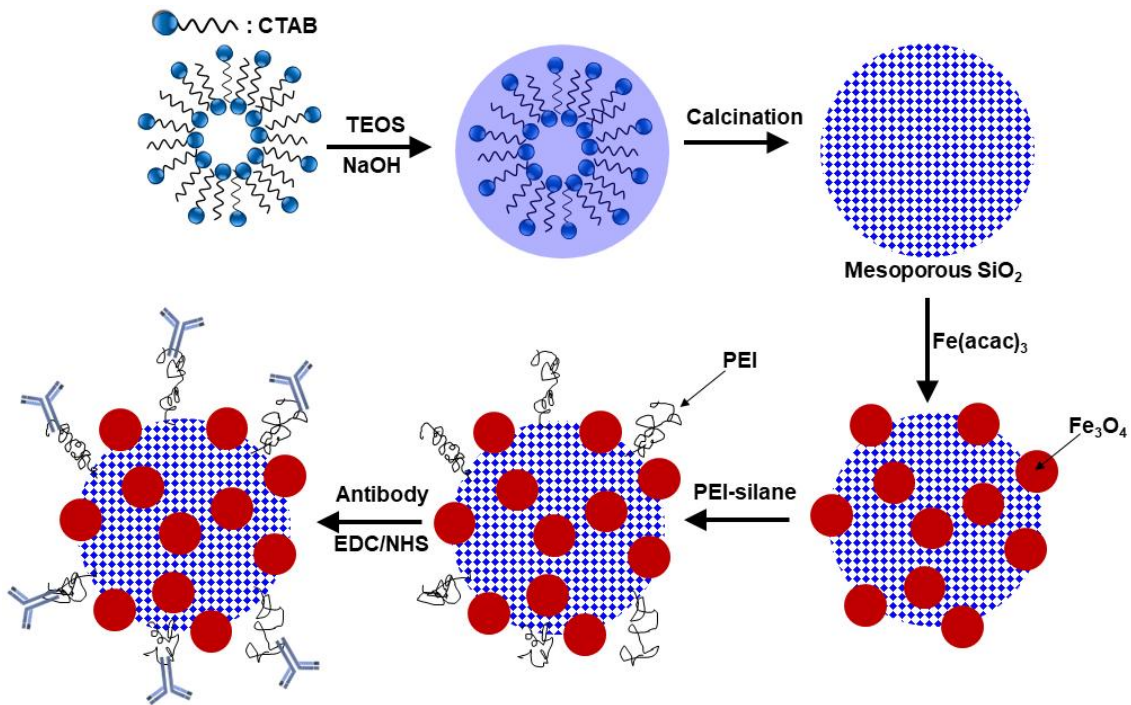 : CTAB
TEOS
NaOH
Calcination
Mesoporous SiO₂
Fe(acac)₃
Fe₃O₄
PEI-silane
PEI
Antibody
EDC/NHS